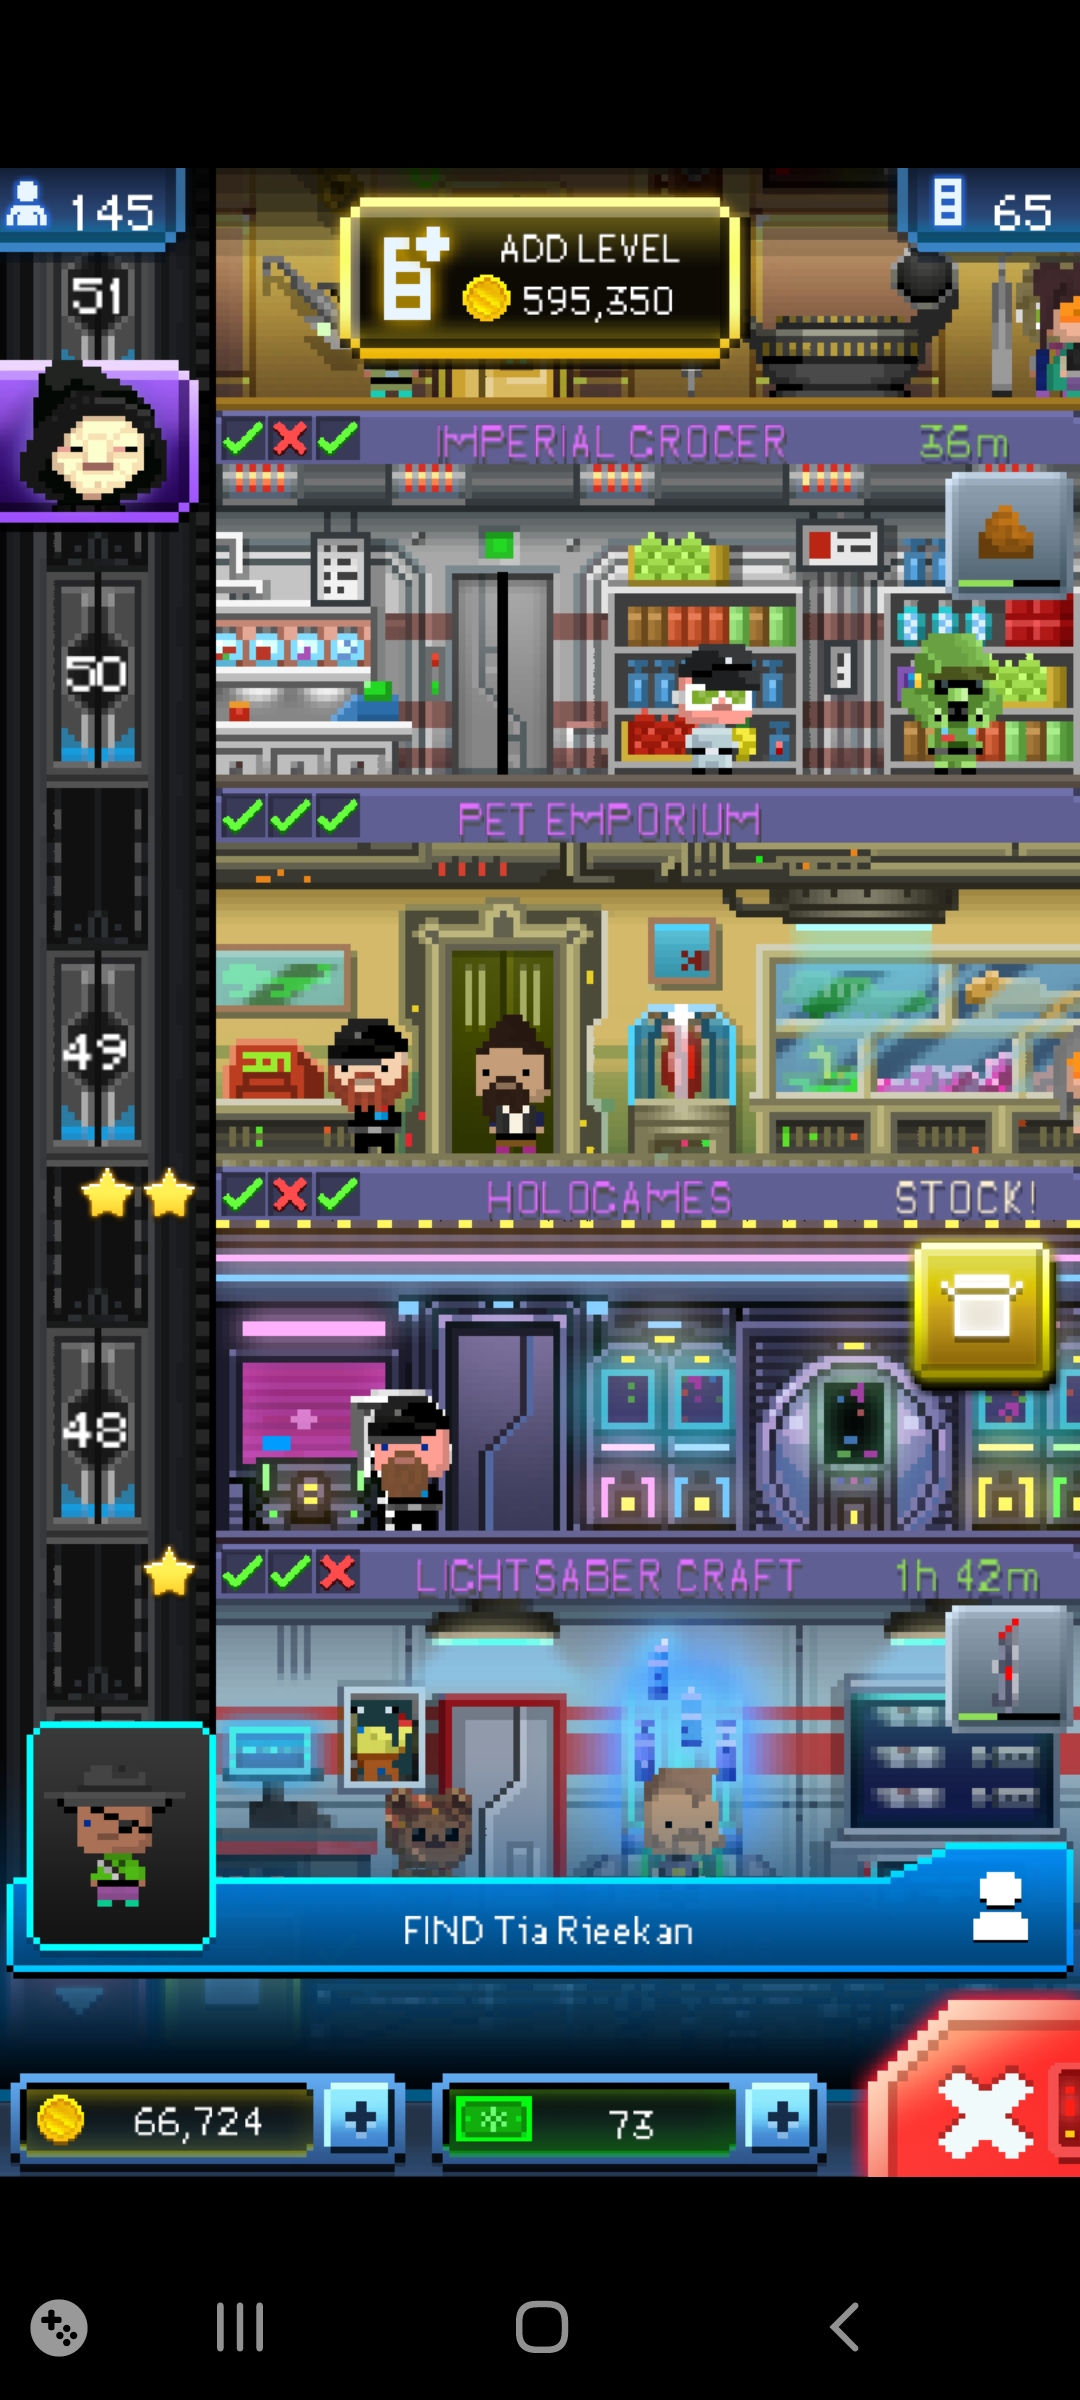 145
ADD LEVEL
595,350
65
51
IMPERIAL GROCER
36m
50
PET EMPORIUM
49
HOLOGAMES
STOCK!
48
LIGHTSABER CRAFT
1h 42m
FIND Tia Rieekan
66,724
73